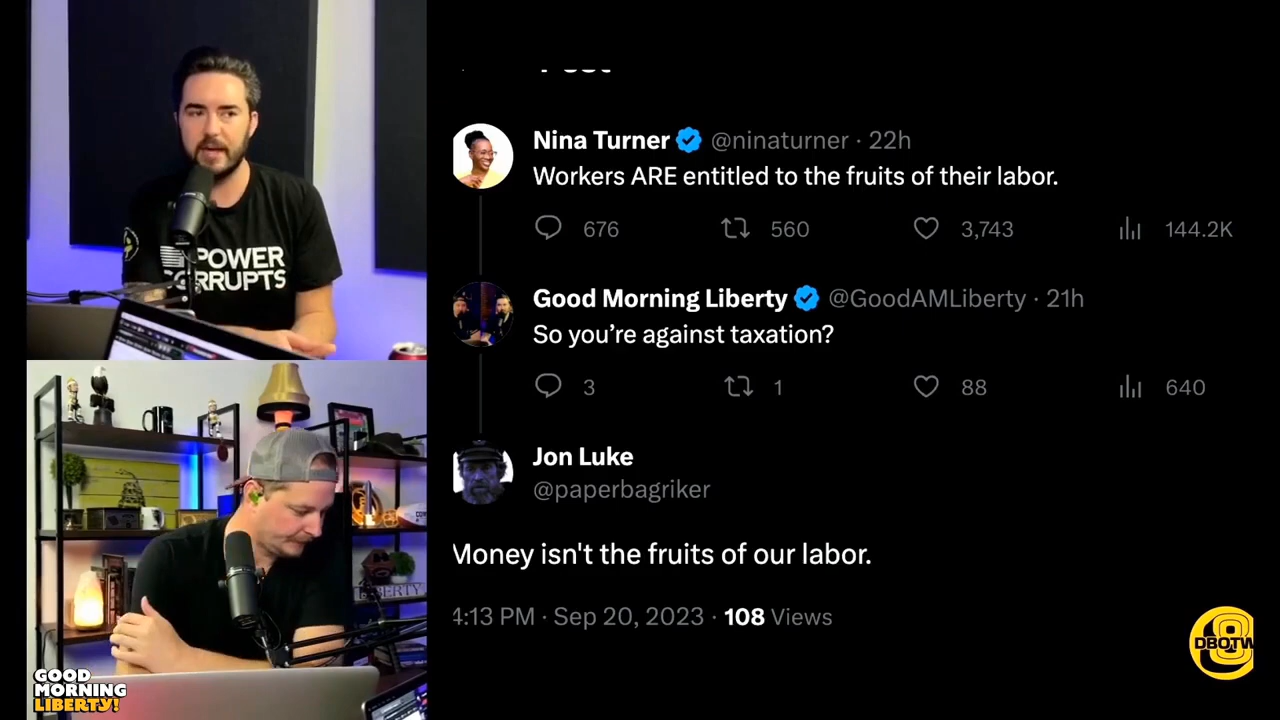 POWER
CORRUPTS
GOOD
MORNING
LIBERTY!
Nina Turner @ninaturner · 22h
Workers ARE entitled to the fruits of their labor.
676 560 3,743 144.2K
Good Morning Liberty @GoodAMLiberty · 21h
So you’re against taxation?
3 1 88 640
Jon Luke
@paperbagriker
Money isn't the fruits of our labor.
4:13 PM · Sep 20, 2023 · 108 Views
DBOTW